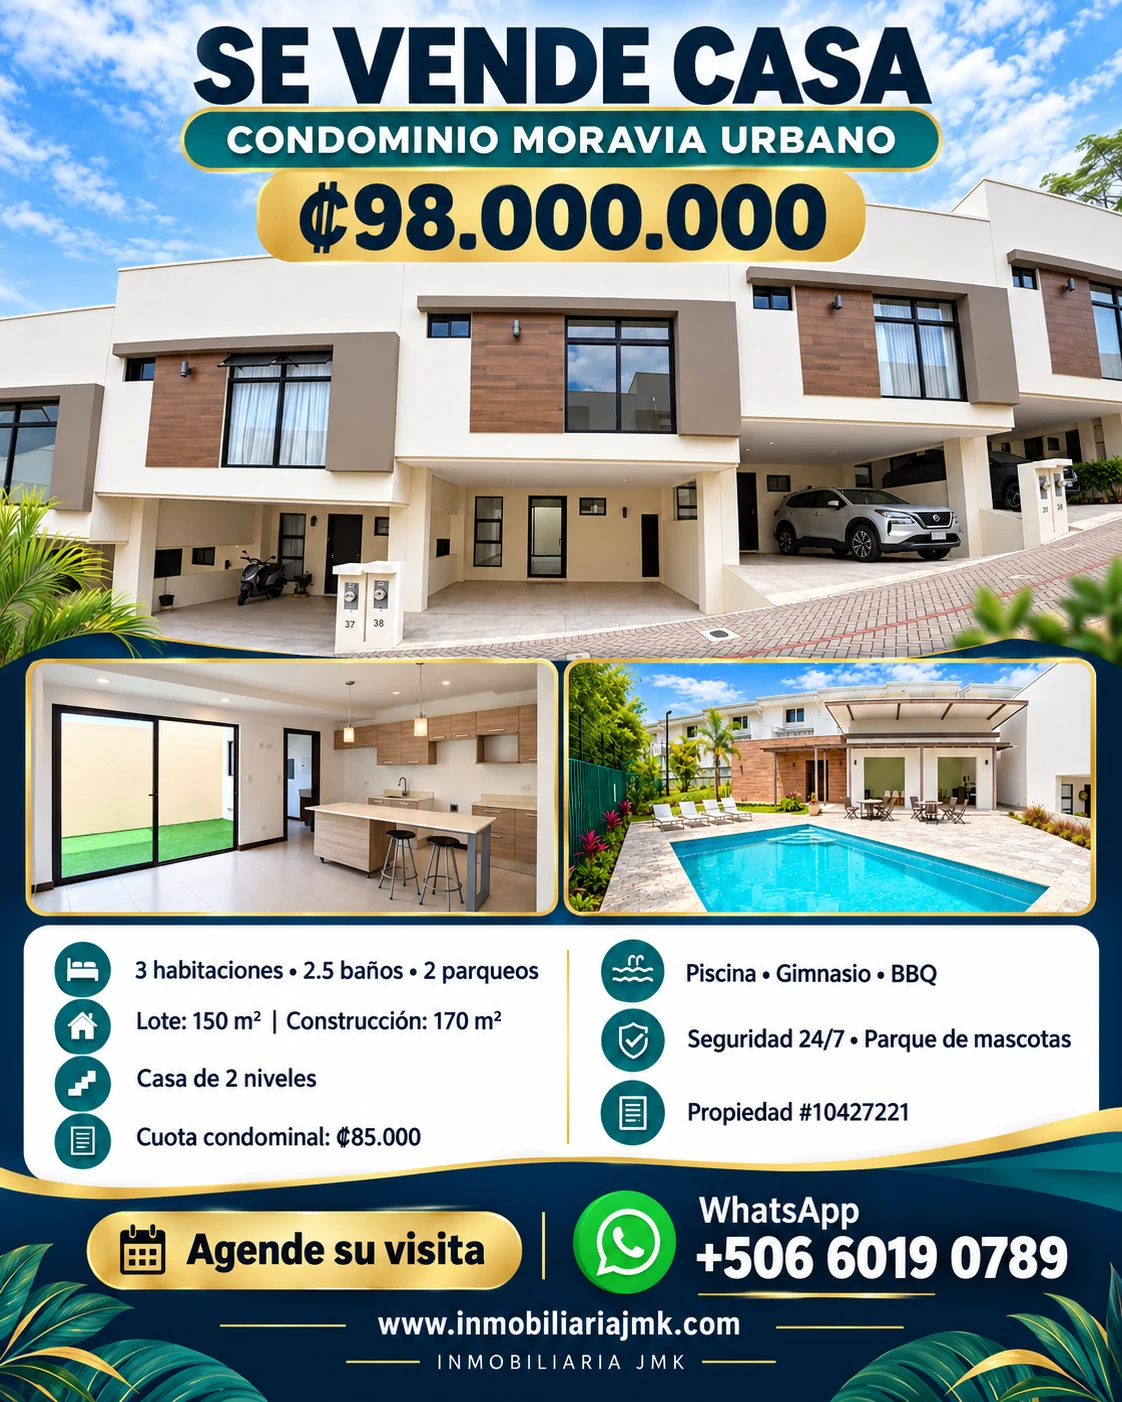 SE VENDE CASA
CONDOMINIO MORAVIA URBANO
₡98.000.000
37
38
3 habitaciones • 2.5 baños • 2 parqueos
Lote: 150 m² | Construcción: 170 m²
Casa de 2 niveles
Cuota condominal: ₡85.000
Piscina • Gimnasio • BBQ
Seguridad 24/7 • Parque de mascotas
Propiedad #10427221
Agende su visita
WhatsApp
+506 6019 0789
www.inmobiliariajmk.com
INMOBILIARIA JMK